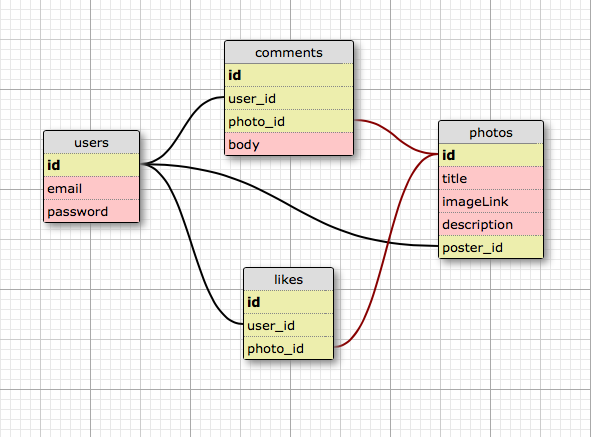 comments
id
user_id
photo_id
body
users
id
email
password
photos
id
title
imageLink
description
poster_id
likes
id
user_id
photo_id